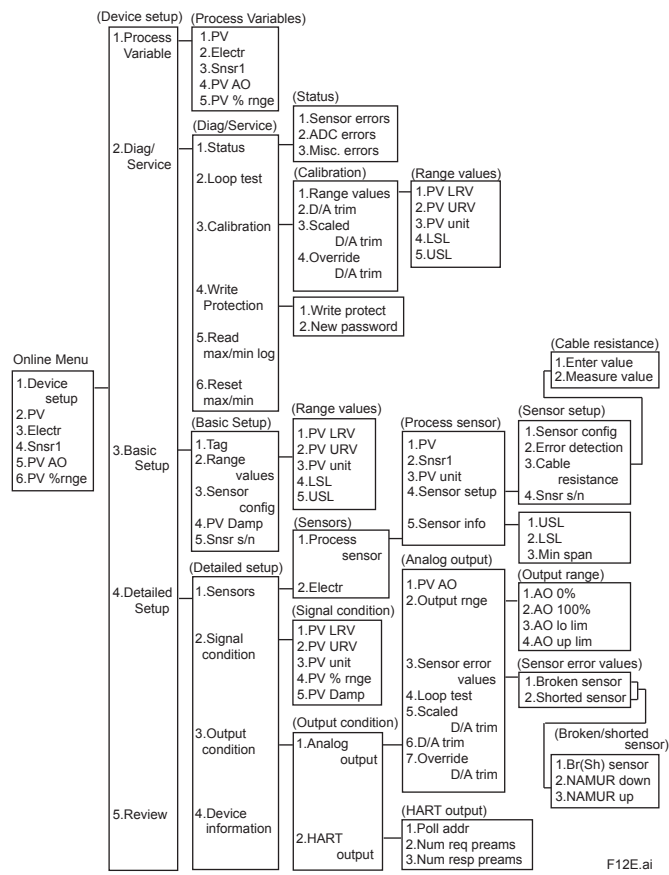 Online Menu
1.Device
setup
2.PV
3.Electr
4.Snsr1
5.PV AO
6.PV %rnge
(Device setup)
1.Process
Variable
2.Diag/
Service
3.Basic
Setup
4.Detailed
Setup
5.Review
(Process Variables)
1.PV
2.Electr
3.Snsr1
4.PV AO
5.PV % rnge
(Diag/Service)
1.Status
2.Loop test
3.Calibration
4.Write
Protection
5.Read
max/min log
6.Reset
max/min
(Status)
1.Sensor errors
2.ADC errors
3.Misc. errors
(Calibration)
1.Range values
2.D/A trim
3.Scaled
D/A trim
4.Override
D/A trim
(Range values)
1.PV LRV
2.PV URV
3.PV unit
4.LSL
5.USL
1.Write protect
2.New password
(Basic Setup)
1.Tag
2.Range
values
3.Sensor
config
4.PV Damp
5.Snsr s/n
(Range values)
1.PV LRV
2.PV URV
3.PV unit
4.LSL
5.USL
(Detailed setup)
1.Sensors
2.Signal
condition
3.Output
condition
4.Device
information
(Sensors)
1.Process
sensor
2.Electr
(Process sensor)
1.PV
2.Snsr1
3.PV unit
4.Sensor setup
5.Sensor info
(Sensor setup)
1.Sensor config
2.Error detection
3.Cable
resistance
4.Snsr s/n
(Cable resistance)
1.Enter value
2.Measure value
1.USL
2.LSL
3.Min span
(Signal condition)
1.PV LRV
2.PV URV
3.PV unit
4.PV % rnge
5.PV Damp
(Output condition)
1.Analog
output
2.HART
output
(Analog output)
1.PV AO
2.Output rnge
3.Sensor error
values
4.Loop test
5.Scaled
D/A trim
6.D/A trim
7.Override
D/A trim
(Output range)
1.AO 0%
2.AO 100%
3.AO lo lim
4.AO up lim
(Sensor error values)
1.Broken sensor
2.Shorted sensor
(Broken/shorted
sensor)
1.Br(Sh) sensor
2.NAMUR down
3.NAMUR up
(HART output)
1.Poll addr
2.Num req preams
3.Num resp preams
F12E.ai